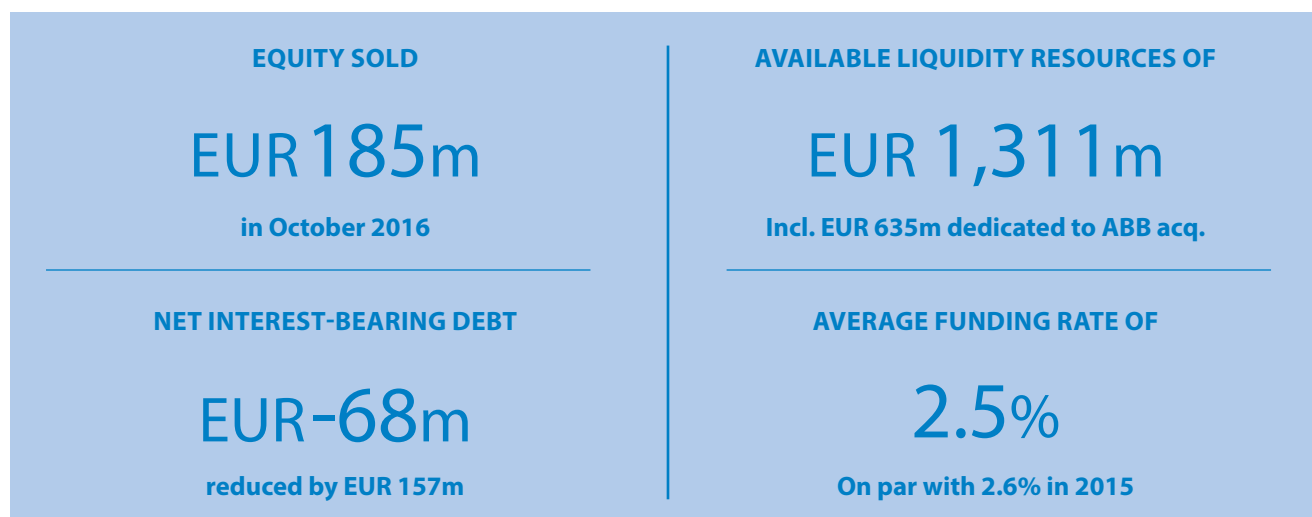 EQUITY SOLD
EUR 185m
in October 2016
NET INTEREST-BEARING DEBT
EUR-68m
reduced by EUR 157m
AVAILABLE LIQUIDITY RESOURCES OF
EUR 1,311m
Incl. EUR 635m dedicated to ABB acq.
AVERAGE FUNDING RATE OF
2.5%
On par with 2.6% in 2015